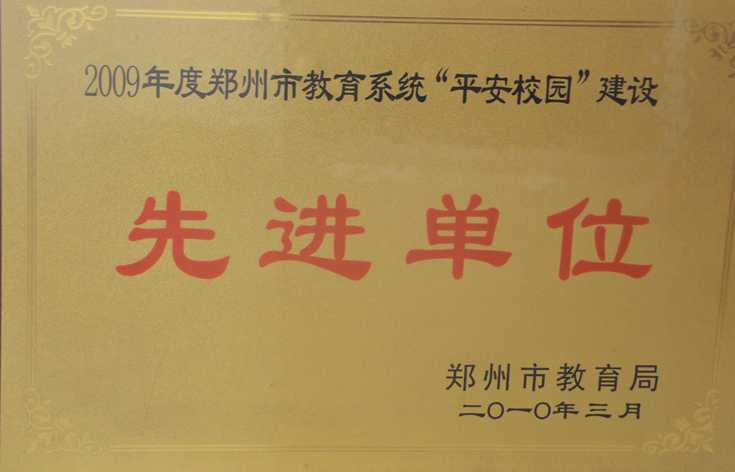 2009年度郑州市教育系统“平安校园”建设
先进单位
郑州市教育局
二〇一〇年三月